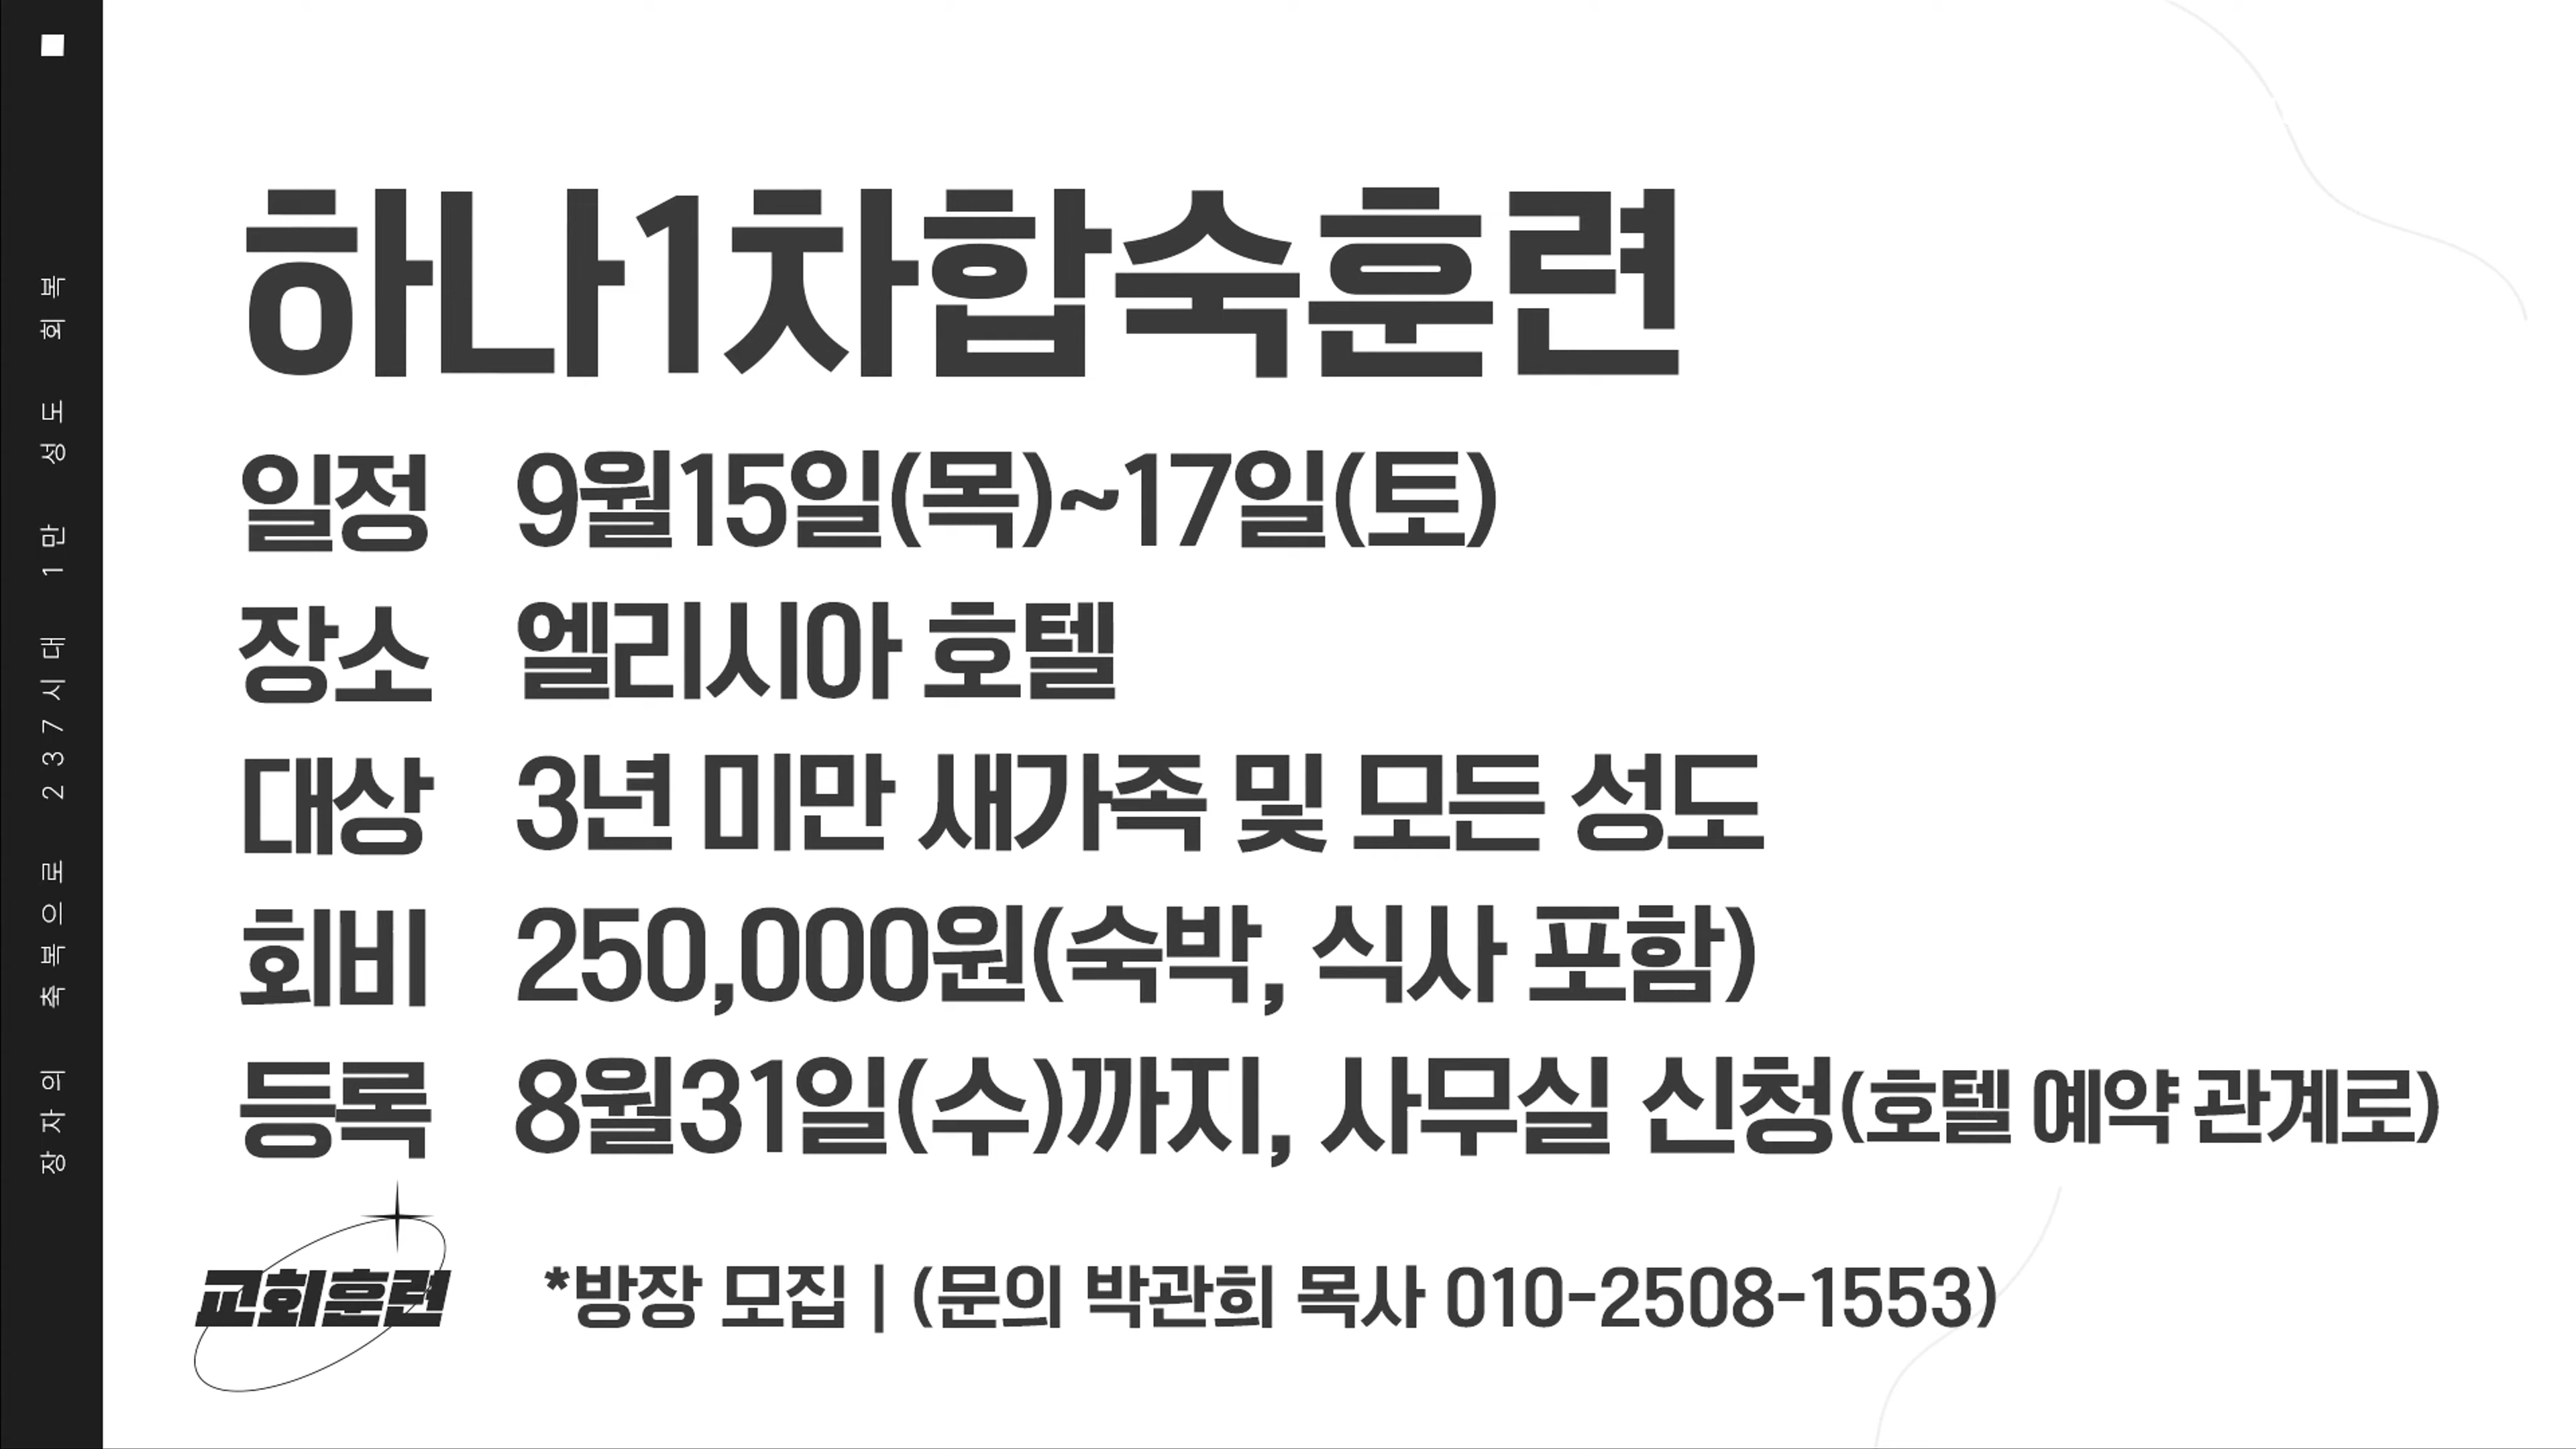 장자의 축복으로 237시대 1만 성도 회복
하나1차합숙훈련
일정 9월15일(목)~17일(토)
장소 엘리시아 호텔
대상 3년 미만 새가족 및 모든 성도
회비 250,000원(숙박, 식사 포함)
등록 8월31일(수)까지, 사무실 신청(호텔 예약 관계로)
교회훈련
*방장 모집 | (문의 박관희 목사 010-2508-1553)